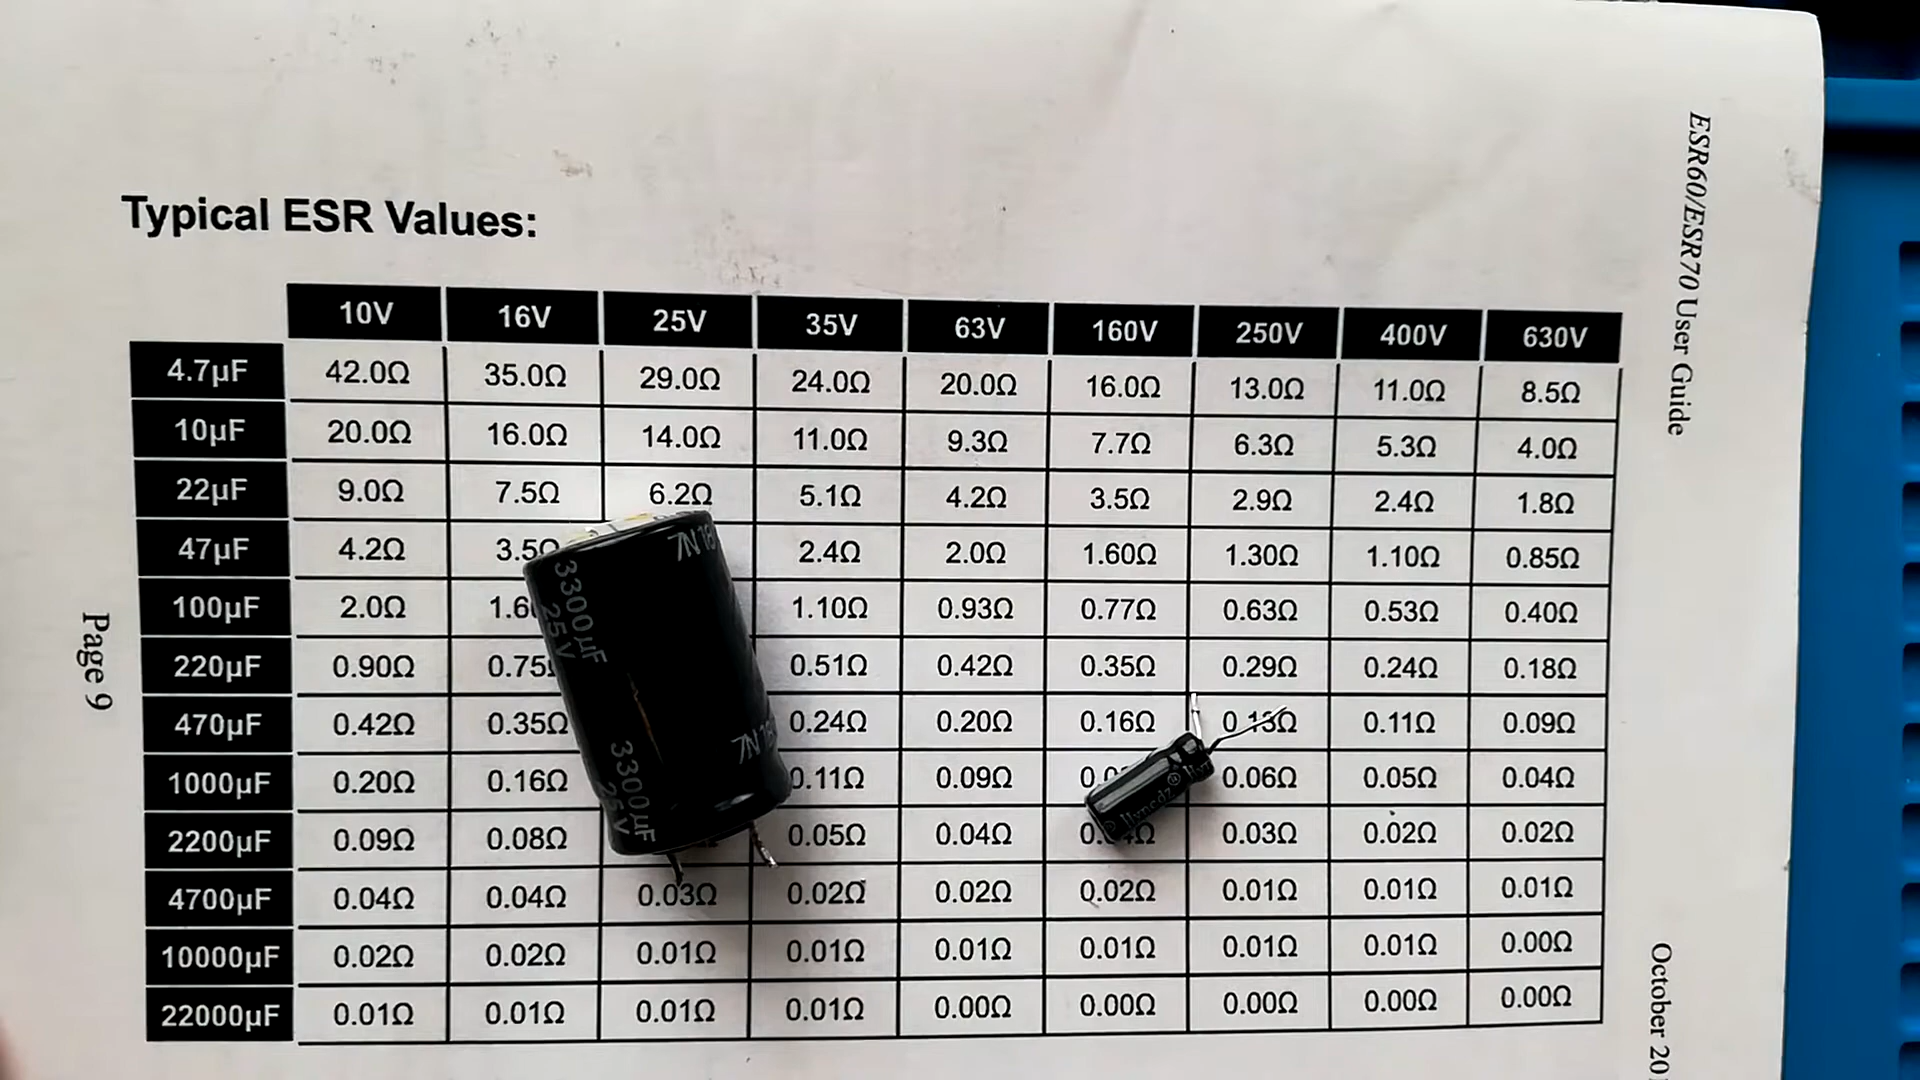 Typical ESR Values:
10V 16V 25V 35V 63V 160V 250V 400V 630V
4.7µF 42.0Ω 35.0Ω 29.0Ω 24.0Ω 20.0Ω 16.0Ω 13.0Ω 11.0Ω 8.5Ω
10µF 20.0Ω 16.0Ω 14.0Ω 11.0Ω 9.3Ω 7.7Ω 6.3Ω 5.3Ω 4.0Ω
22µF 9.0Ω 7.5Ω 6.2Ω 5.1Ω 4.2Ω 3.5Ω 2.9Ω 2.4Ω 1.8Ω
47µF 4.2Ω 3.5Ω 2.4Ω 2.0Ω 1.60Ω 1.30Ω 1.10Ω 0.85Ω
100µF 2.0Ω 1.10Ω 0.93Ω 0.77Ω 0.63Ω 0.53Ω 0.40Ω
220µF 0.90Ω 0.75Ω 0.51Ω 0.42Ω 0.35Ω 0.29Ω 0.24Ω 0.18Ω
470µF 0.42Ω 0.35Ω 0.24Ω 0.20Ω 0.16Ω 0.13Ω 0.11Ω 0.09Ω
1000µF 0.20Ω 0.16Ω 0.11Ω 0.09Ω 0.06Ω 0.05Ω 0.04Ω
2200µF 0.09Ω 0.08Ω 0.05Ω 0.04Ω 0.03Ω 0.02Ω 0.02Ω
4700µF 0.04Ω 0.04Ω 0.03Ω 0.02Ω 0.02Ω 0.02Ω 0.01Ω 0.01Ω 0.01Ω
10000µF 0.02Ω 0.02Ω 0.01Ω 0.01Ω 0.01Ω 0.01Ω 0.01Ω 0.01Ω 0.00Ω
22000µF 0.01Ω 0.01Ω 0.01Ω 0.01Ω 0.00Ω 0.00Ω 0.00Ω 0.00Ω 0.00Ω
3300µF
25V
3300µF
25V
ESR60/ESR70 User Guide
October
Page 9